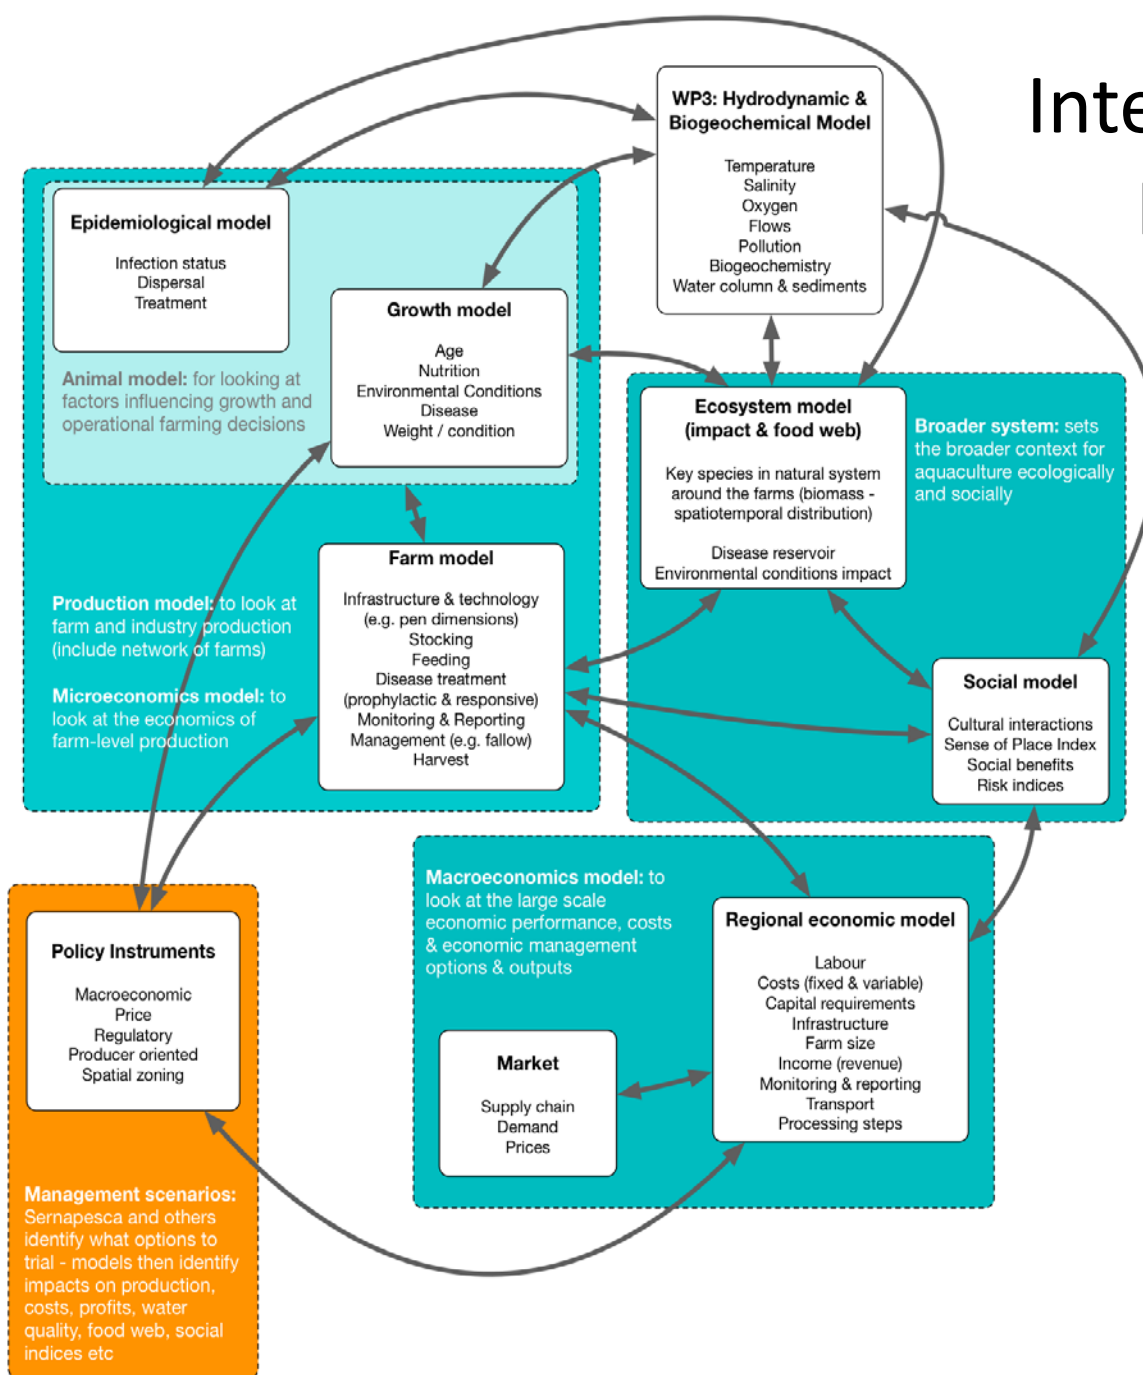 Inte
WP3: Hydrodynamic &
Biogeochemical Model
Temperature
Salinity
Oxygen
Flows
Pollution
Biogeochemistry
Water column & sediments
Epidemiological model
Infection status
Dispersal
Treatment
Growth model
Age
Nutrition
Environmental Conditions
Disease
Weight / condition
Animal model: for looking at
factors influencing growth and
operational farming decisions
Ecosystem model
(impact & food web)
Key species in natural system
around the farms (biomass -
spatiotemporal distribution)
Disease reservoir
Environmental conditions impact
Broader system: sets
the broader context for
aquaculture ecologically
and socially
Farm model
Infrastructure & technology
(e.g. pen dimensions)
Stocking
Feeding
Disease treatment
(prophylactic & responsive)
Monitoring & Reporting
Management (e.g. fallow)
Harvest
Production model: to look at
farm and industry production
(include network of farms)
Microeconomics model: to
look at the economics of
farm-level production
Social model
Cultural interactions
Sense of Place Index
Social benefits
Risk indices
Macroeconomics model: to
look at the large scale
economic performance, costs
& economic management
options & outputs
Regional economic model
Labour
Costs (fixed & variable)
Capital requirements
Infrastructure
Farm size
Income (revenue)
Monitoring & reporting
Transport
Processing steps
Market
Supply chain
Demand
Prices
Policy Instruments
Macroeconomic
Price
Regulatory
Producer oriented
Spatial zoning
Management scenarios:
Sernapesca and others
identify what options to
trial - models then identify
impacts on production,
costs, profits, water
quality, food web, social
indices etc